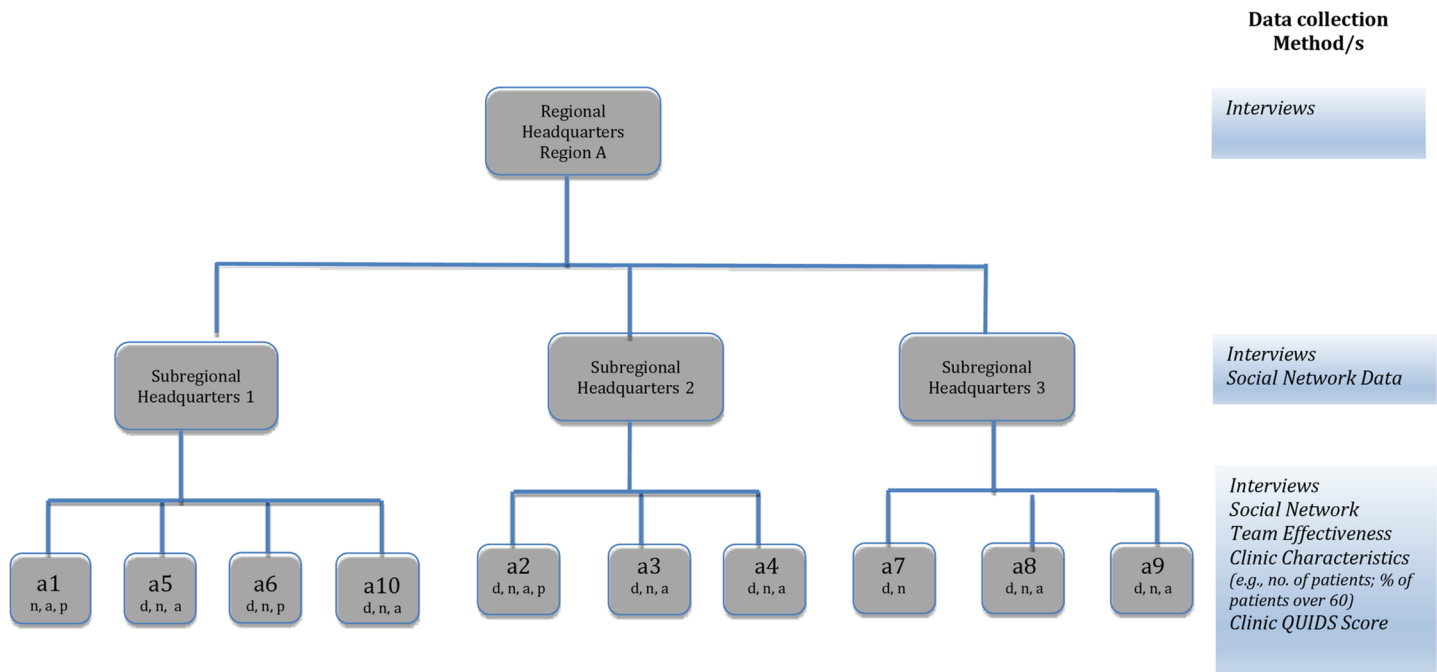 Data collection
Method/s
Regional
Headquarters
Region A
Interviews
Subregional
Headquarters 1
Subregional
Headquarters 2
Subregional
Headquarters 3
Interviews
Social Network Data
a1
n, a, p
a5
d, n, a
a6
d, n, p
a10
d, n, a
a2
d, n, a, p
a3
d, n, a
a4
d, n, a
a7
d, n
a8
d, n, a
a9
d, n, a
Interviews
Social Network
Team Effectiveness
Clinic Characteristics
(e.g., no. of patients; % of
patients over 60)
Clinic QUIDS Score